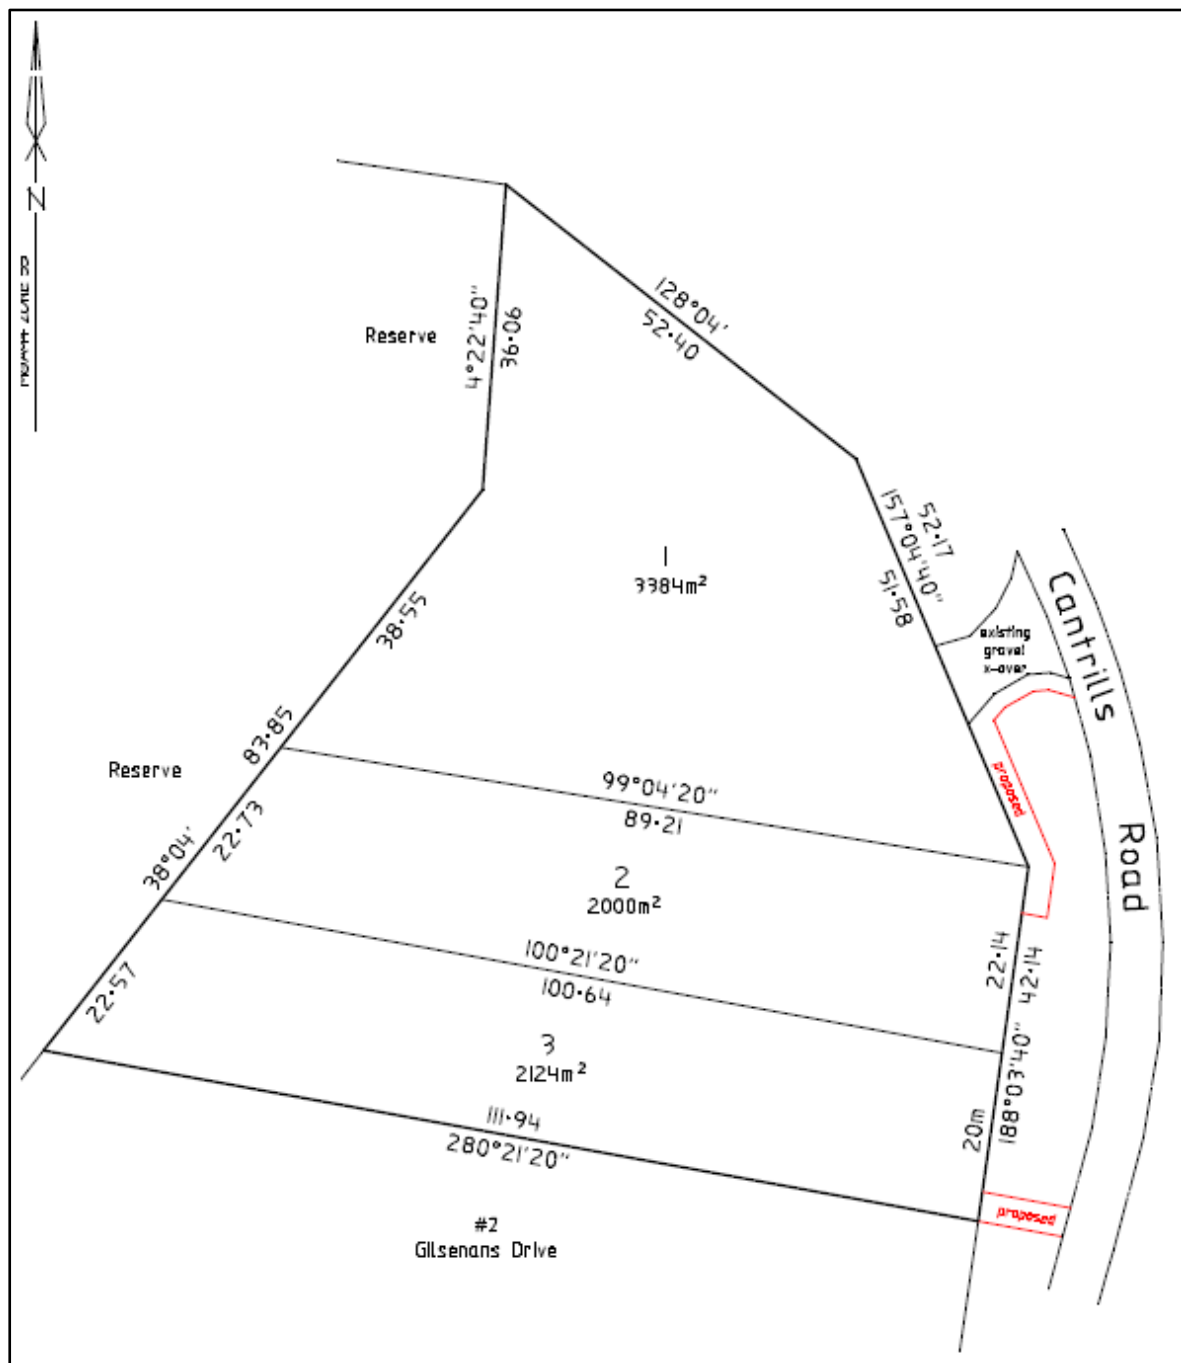 N
128°04'
52·40
4°22'40"
36·06
Reserve
1
3384m²
52·17
157°04'40"
51·58
existing
gravel
x-over
Cantrills
Road
38·55
83·85
Reserve
38°04'
22·73
99°04'20"
89·21
proposed
2
2000m²
100°21'20"
100·64
22·14
42·14
22·57
3
2124m²
188°03'40"
20m
111·94
280°21'20"
proposed
#2
Gilsenans Drive